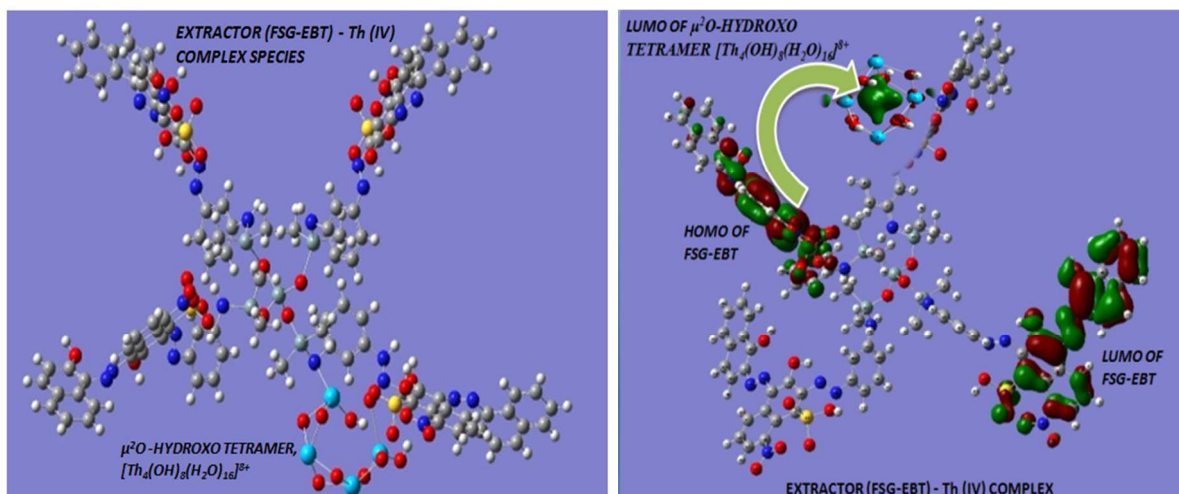 EXTRACTOR (FSG-EBT) - Th (IV)
COMPLEX SPECIES
µ²O -HYDROXO TETRAMER,
[Th₄(OH)₈(H₂O)₁₆]⁸⁺
LUMO OF µ²O-HYDROXO
TETRAMER [Th₄(OH)₈(H₂O)₁₆]⁸⁺
HOMO OF
FSG-EBT
LUMO OF
FSG-EBT
EXTRACTOR (FSG-EBT) - Th (IV) COMPLEX